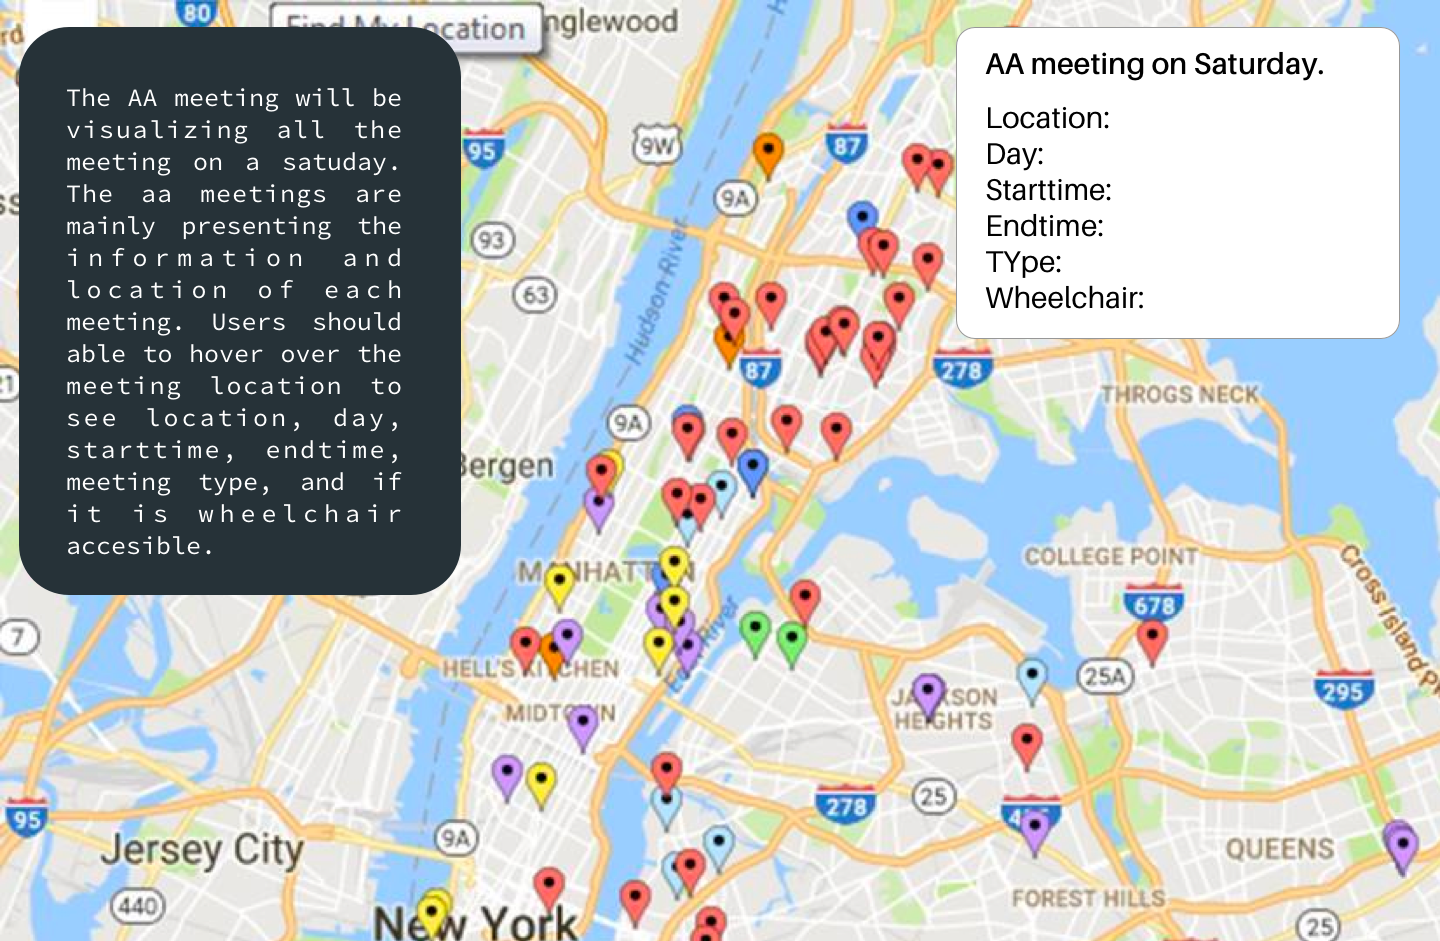 80
Find My Location
nglewood
rd
The AA meeting will be
visualizing all the
meeting on a satuday.
The aa meetings are
mainly presenting the
information and
location of each
meeting. Users should
able to hover over the
meeting location to
see location, day,
starttime, endtime,
meeting type, and if
it is wheelchair
accesible.
AA meeting on Saturday.
Location:
Day:
Starttime:
Endtime:
TYpe:
Wheelchair:
95
9W
87
9A
93
63
Hudson River
87
278
THROGS NECK
21
9A
Bergen
MANHATTAN
COLLEGE POINT
678
Cross Island P
7
HELL'S KITCHEN
East River
25A
295
JACKSON
HEIGHTS
MIDTOWN
278
25
95
9A
Jersey City
QUEENS
440
FOREST HILLS
New York
25